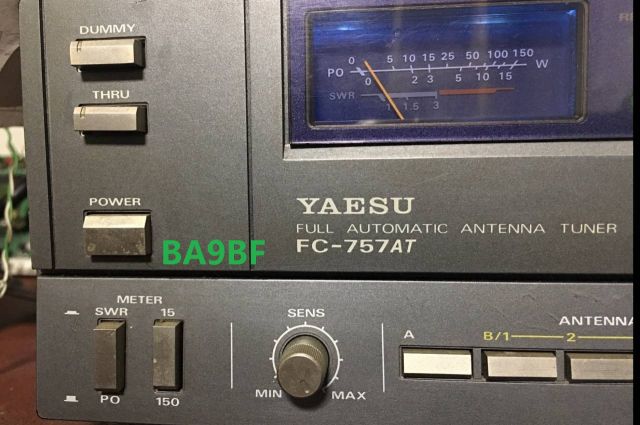 DUMMY
THRU
POWER
0 5 10 15 25 50 100 150
PO W
0 2 3 5 10 15
SWR
1 1.5 3
YAESU
FULL AUTOMATIC ANTENNA TUNER
FC-757AT
BA9BF
METER
SWR 15
PO 150
SENS
MIN MAX
ANTENNA
A B/1 2